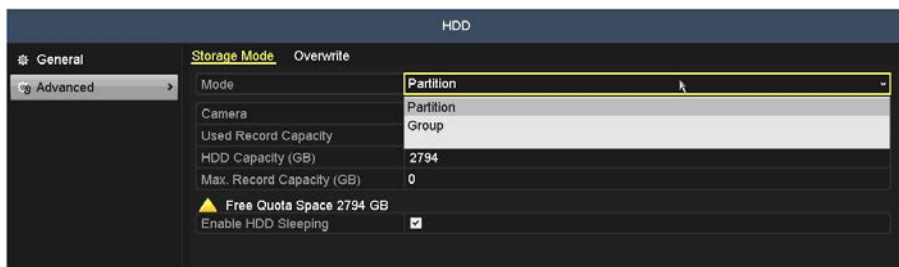 HDD
General
Storage Mode Overwrite
Advanced
Mode Partition
Partition
Camera
Group
Used Record Capacity
HDD Capacity (GB) 2794
Max. Record Capacity (GB) 0
Free Quota Space 2794 GB
Enable HDD Sleeping